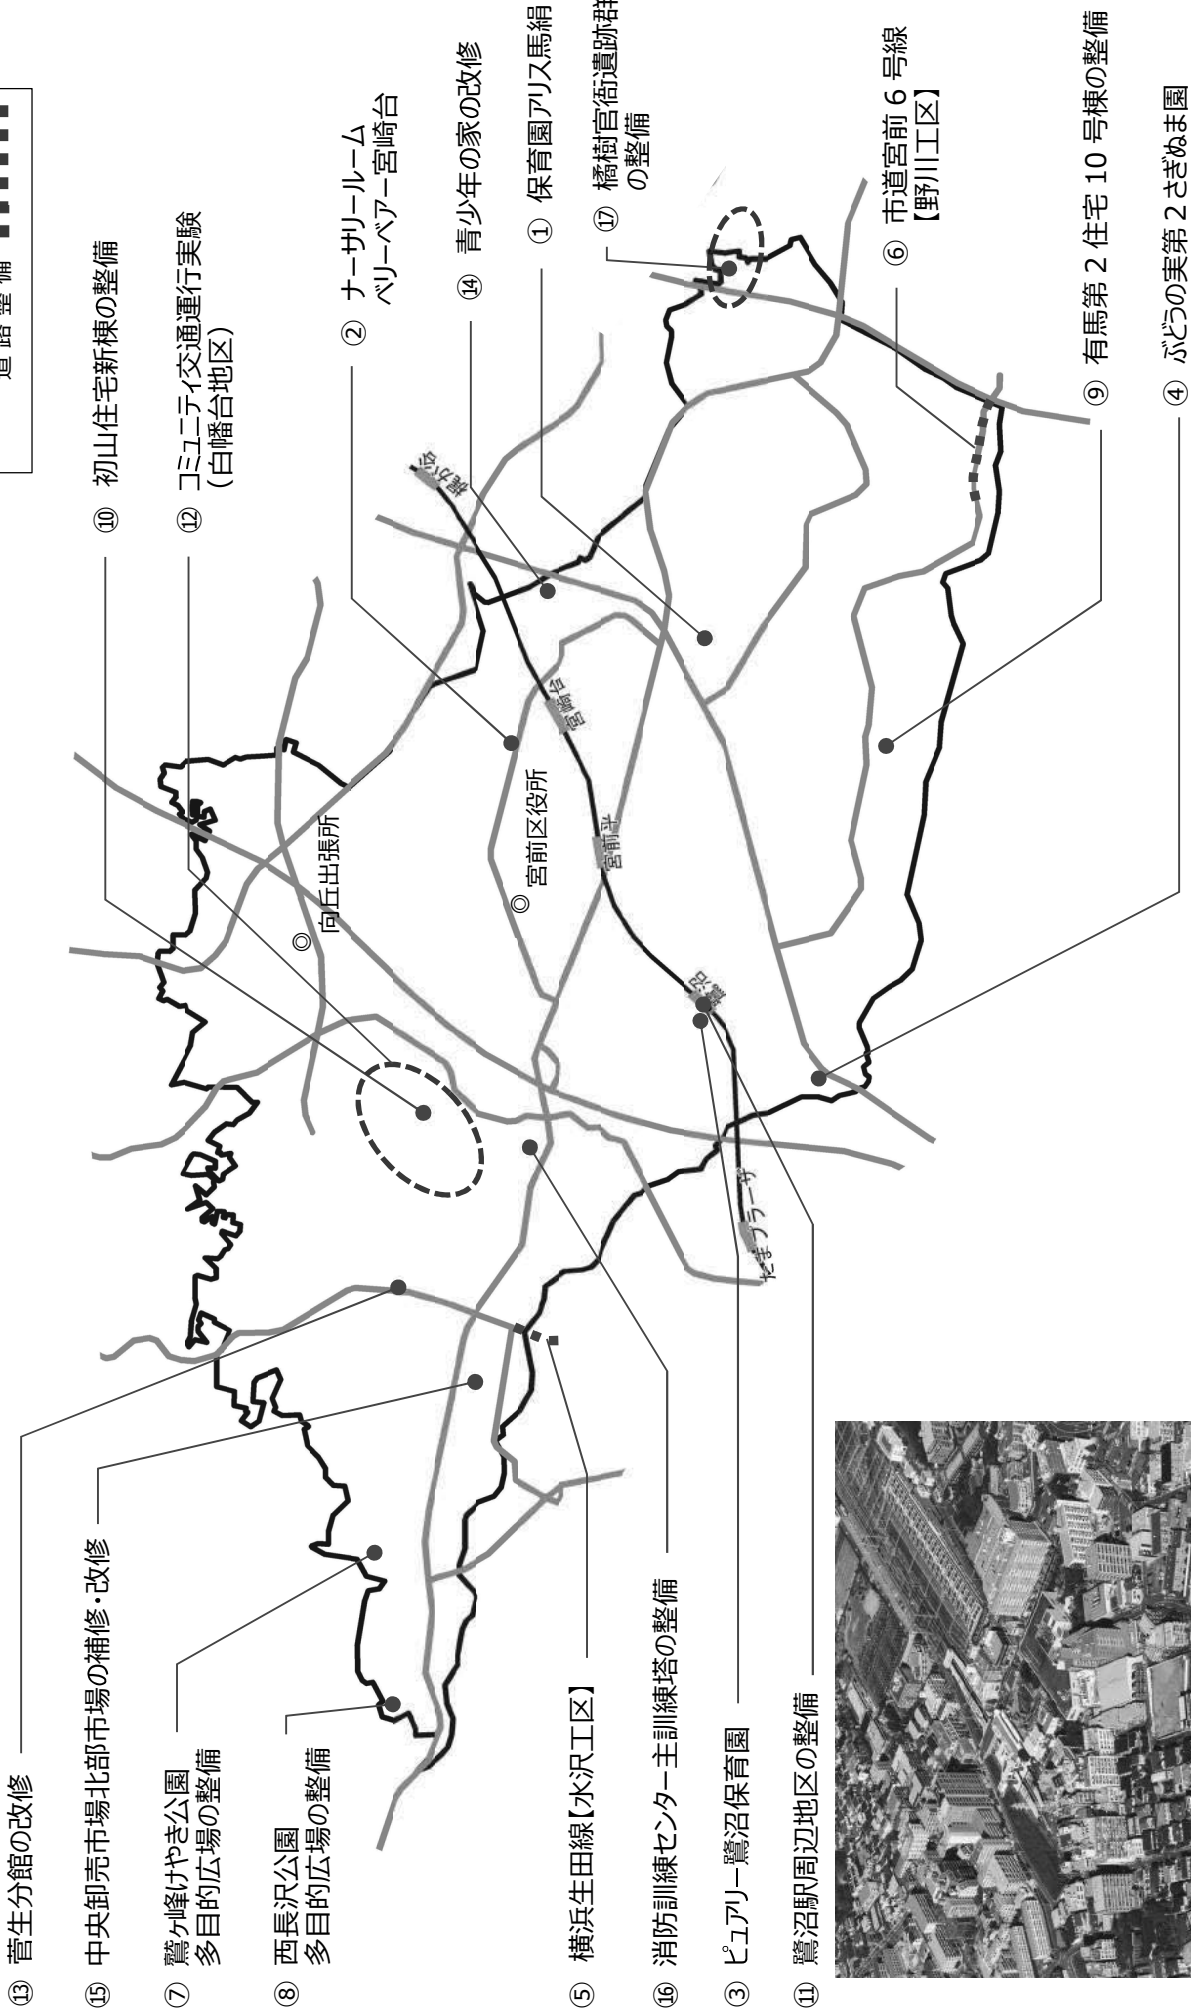 道路整備
⑩ 初山住宅新棟の整備
⑫ コミュニティ交通運行実験
（白幡台地区）
② ナーサリールーム
ベリーベアー宮崎台
⑭ 青少年の家の改修
① 保育園アリス馬絹
⑰ 橘樹官衙遺跡群
の整備
⑥ 市道宮前 6 号線
【野川工区】
⑨ 有馬第 2 住宅 10 号棟の整備
④ ぶどうの実第 2 さぎぬま園
梶が谷
宮崎台
宮前平
鷺沼
たまプラーザ
向丘出張所
宮前区役所
⑬ 菅生分館の改修
⑮ 中央卸売市場北部市場の補修・改修
⑦ 鷲ヶ峰けやき公園
多目的広場の整備
⑧ 西長沢公園
多目的広場の整備
⑤ 横浜生田線【水沢工区】
⑯ 消防訓練センター主訓練塔の整備
③ ピュアリー鷺沼保育園
⑪ 鷺沼駅周辺地区の整備